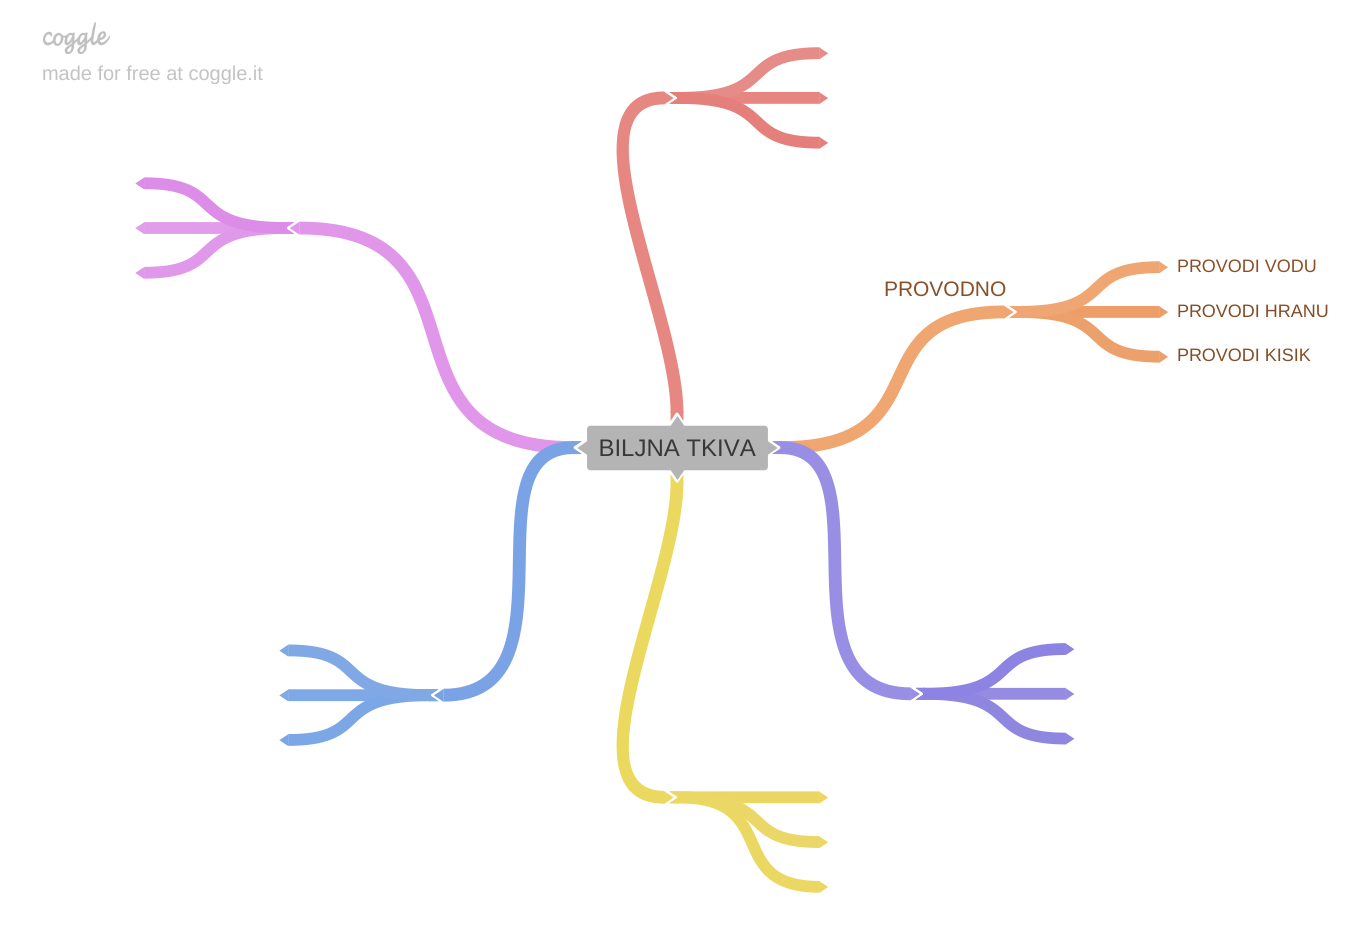 coggle
made for free at coggle.it
PROVODNO
PROVODI VODU
PROVODI HRANU
PROVODI KISIK
BILJNA TKIVA